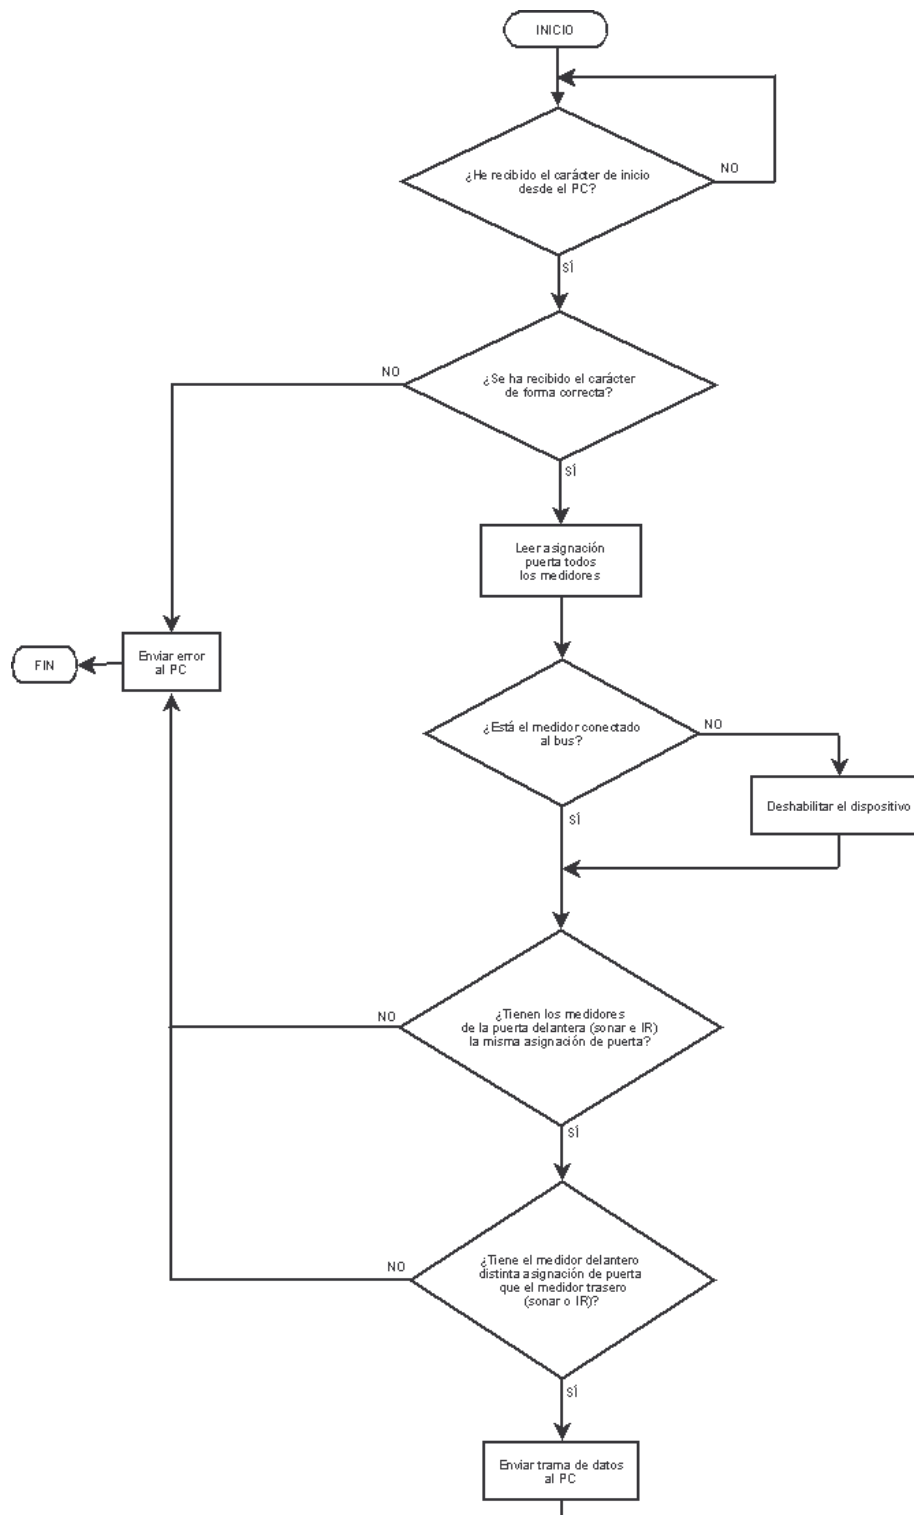 INICIO
¿He recibido el carácter de inicio
desde el PC?
NO
SÍ
¿Se ha recibido el carácter
de forma correcta?
NO
SÍ
Leer asignación
puerta todos
los medidores
Enviar error
al PC
FIN
¿Está el medidor conectado
al bus?
NO
Deshabilitar el dispositivo
SÍ
¿Tienen los medidores
de la puerta delantera (sonar e IR)
la misma asignación de puerta?
NO
SÍ
¿Tiene el medidor delantero
distinta asignación de puerta
que el medidor trasero
(sonar o IR)?
NO
SÍ
Enviar trama de datos
al PC